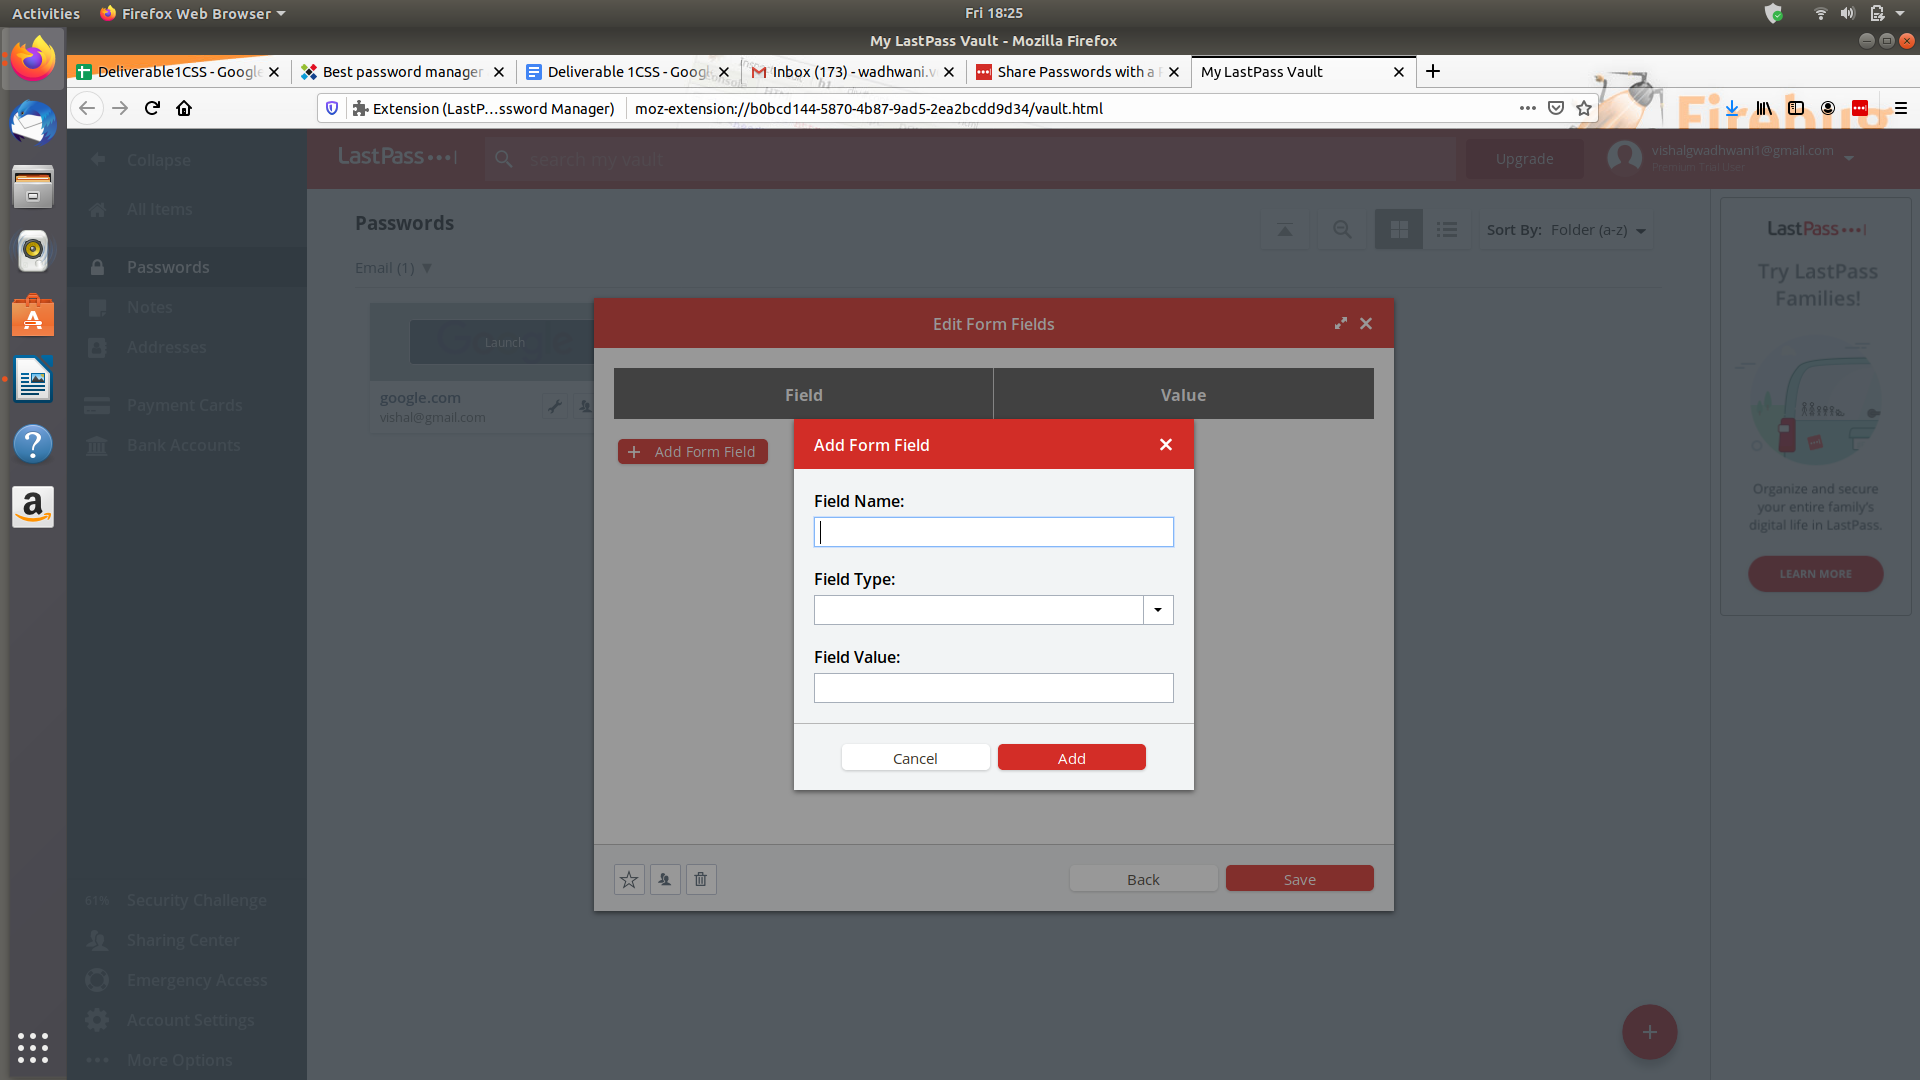 Activities
Firefox Web Browser
Fri 18:25
My LastPass Vault - Mozilla Firefox
Deliverable1CSS - Google
Best password manager
Deliverable 1CSS - Goog
Inbox (173) - wadhwani.v
Share Passwords with a
My LastPass Vault
Extension (LastP...ssword Manager)
moz-extension://b0bcd144-5870-4b87-9ad5-2ea2bcdd9d34/vault.html
Firebug
Collapse
LastPass
search my vault
Upgrade
vishalgwadhwani1@gmail.com
Premium Trial User
All Items
Passwords
Notes
Addresses
Payment Cards
Bank Accounts
61% Security Challenge
Sharing Center
Emergency Access
Account Settings
More Options
Passwords
Sort By: Folder (a-z)
Email (1)
Google
Launch
google.com
vishal@gmail.com
Edit Form Fields
Field
Value
+ Add Form Field
Add Form Field
Field Name:
Field Type:
Field Value:
Cancel
Add
Back
Save
LastPass
Try LastPass
Families!
Organize and secure
your entire family's
digital life in LastPass.
LEARN MORE